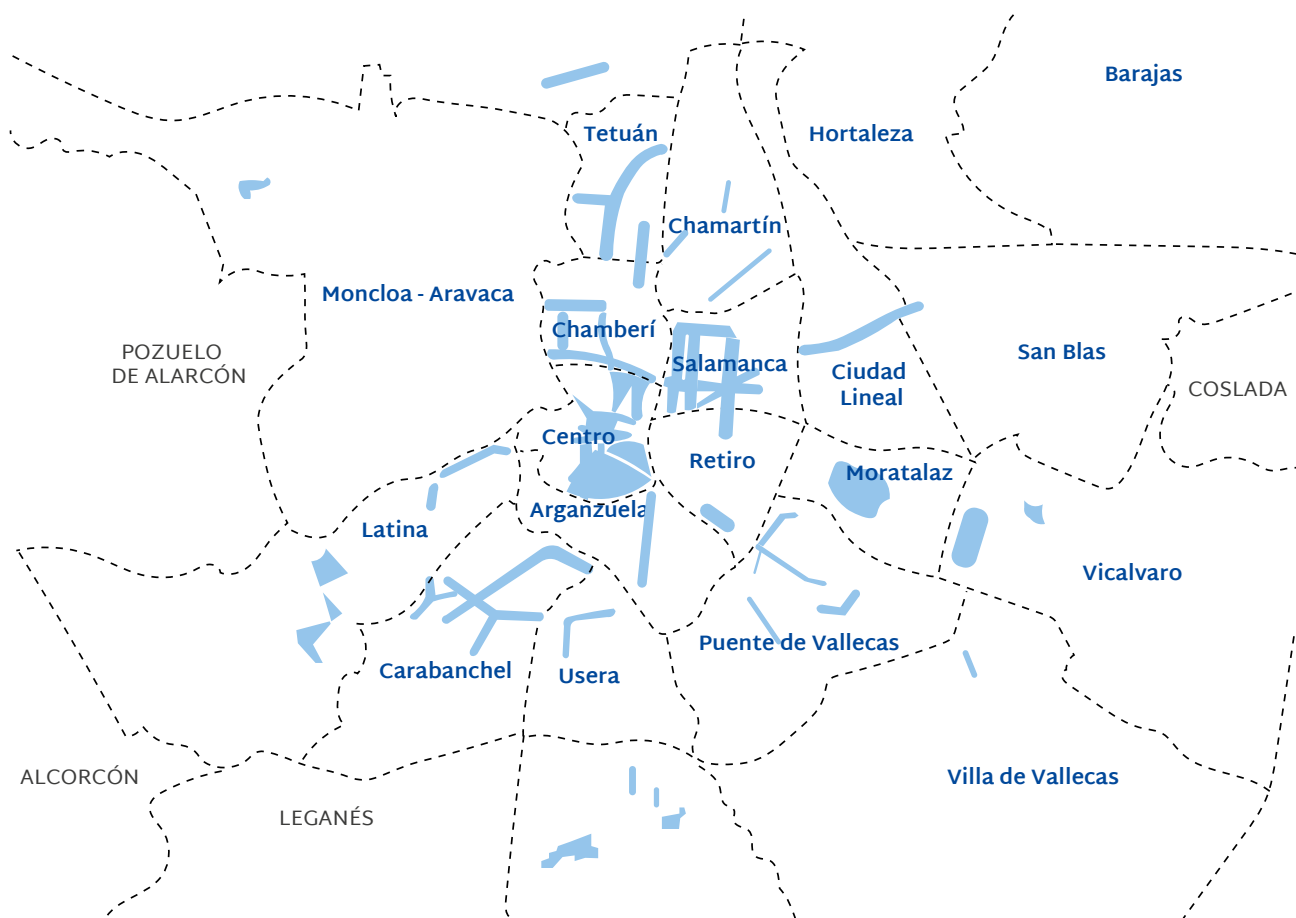 Barajas
Tetuán
Hortaleza
Chamartín
Moncloa - Aravaca
Chamberí
POZUELO
DE ALARCÓN
Salamanca
San Blas
Ciudad
Lineal
COSLADA
Centro
Retiro
Moratalaz
Arganzuela
Latina
Vicalvaro
Puente de Vallecas
Carabanchel
Usera
ALCORCÓN
Villa de Vallecas
LEGANÉS